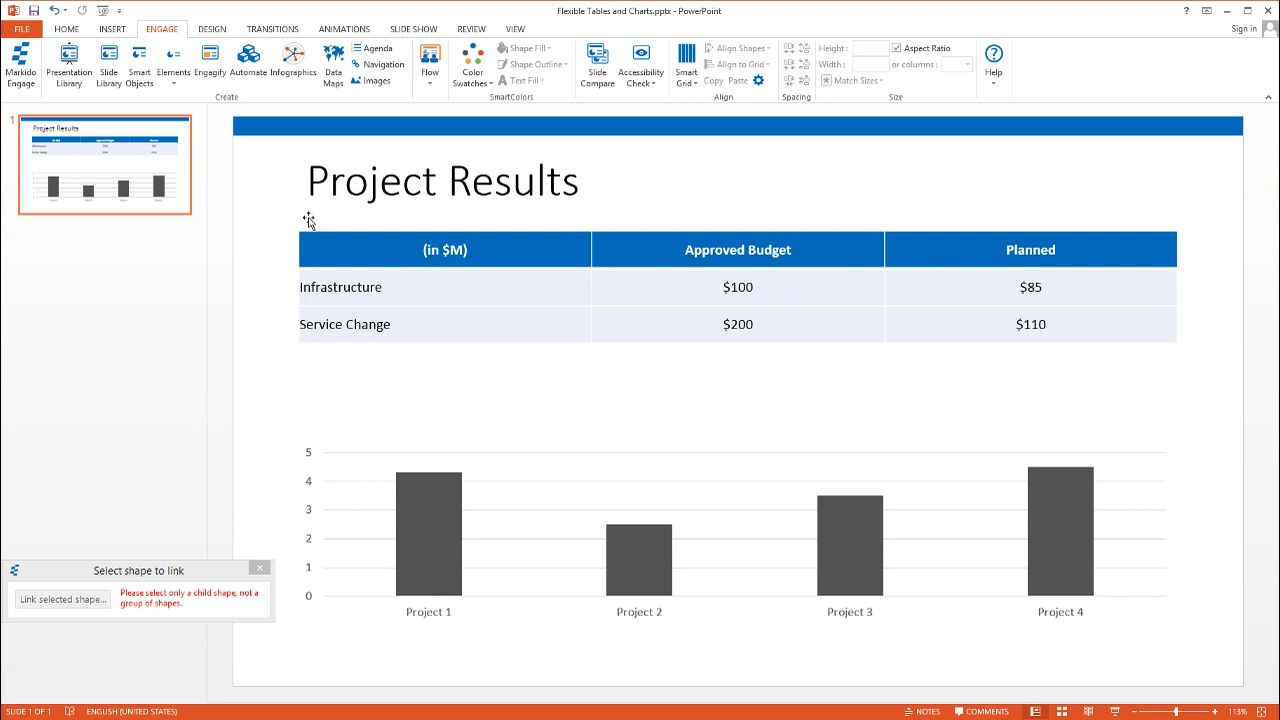 Flexible Tables and Charts.pptx - PowerPoint
FILE HOME INSERT ENGAGE DESIGN TRANSITIONS ANIMATIONS SLIDE SHOW REVIEW VIEW
Sign in
Markido Engage
Presentation Library
Slide Library
Smart Objects
Elements
Engagify
Automate
Infographics
Data Maps
Agenda
Navigation
Images
Create
Flow
Color Swatches
Shape Fill
Shape Outline
Text Fill
SmartColors
Slide Compare
Accessibility Check
Smart Grid
Align Shapes
Align to Grid
Copy Paste
Align
Spacing
Height:
Width:
Aspect Ratio
or columns:
Match Sizes
Size
Help
1
Project Results
(in $M) Approved Budget Planned
Infrastructure $100 $85
Service Change $200 $110
5
4
3
2
1
0
Project 1 Project 2 Project 3 Project 4
Select shape to link
Link selected shape...
Please select only a child shape, not a
group of shapes.
SLIDE 1 OF 1 ENGLISH (UNITED STATES) NOTES COMMENTS 113%